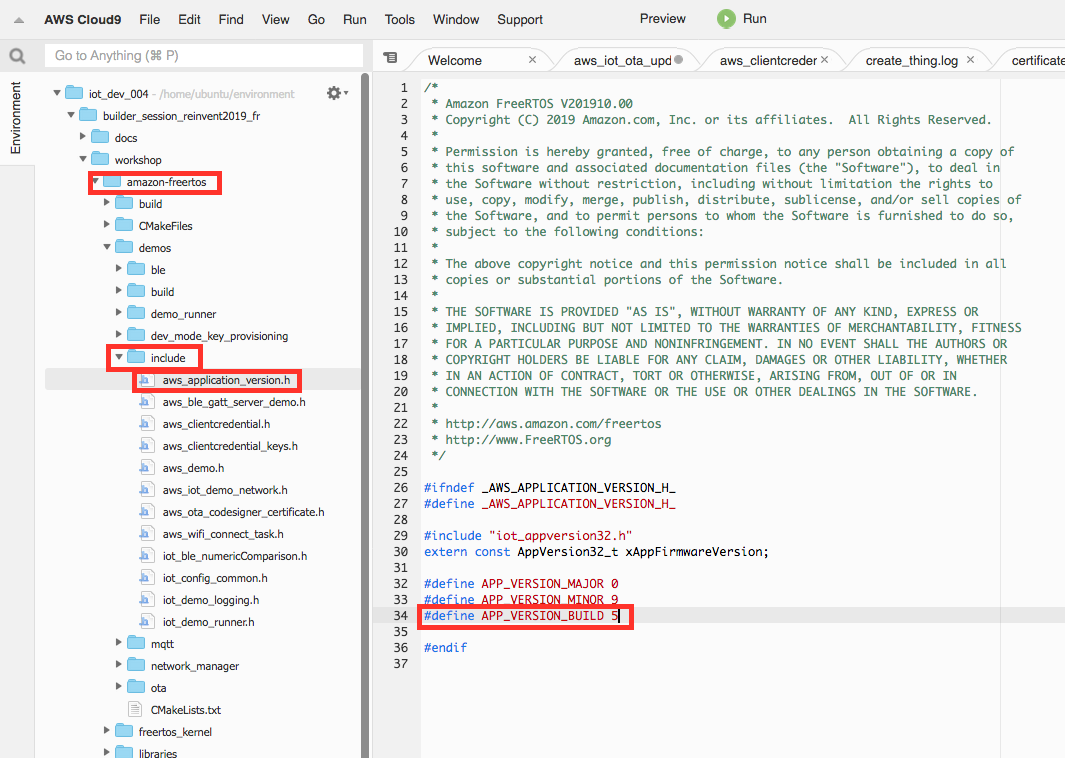 AWS Cloud9 File Edit Find View Go Run Tools Window Support Preview Run
Go to Anything (⌘ P)
Welcome × aws_iot_ota_upd aws_clientcreder × create_thing.log × certificate
Environment
iot_dev_004 - /home/ubuntu/environment
builder_session_reinvent2019_fr
docs
workshop
amazon-freertos
build
CMakeFiles
demos
ble
build
demo_runner
dev_mode_key_provisioning
include
aws_application_version.h
aws_ble_gatt_server_demo.h
aws_clientcredential.h
aws_clientcredential_keys.h
aws_demo.h
aws_iot_demo_network.h
aws_ota_codesigner_certificate.h
aws_wifi_connect_task.h
iot_ble_numericComparison.h
iot_config_common.h
iot_demo_logging.h
iot_demo_runner.h
mqtt
network_manager
ota
CMakeLists.txt
freertos_kernel
libraries
1 /*
2 * Amazon FreeRTOS V201910.00
3 * Copyright (C) 2019 Amazon.com, Inc. or its affiliates.  All Rights Reserved.
4 *
5 * Permission is hereby granted, free of charge, to any person obtaining a copy of
6 * this software and associated documentation files (the "Software"), to deal in
7 * the Software without restriction, including without limitation the rights to
8 * use, copy, modify, merge, publish, distribute, sublicense, and/or sell copies of
9 * the Software, and to permit persons to whom the Software is furnished to do so,
10 * subject to the following conditions:
11 *
12 * The above copyright notice and this permission notice shall be included in all
13 * copies or substantial portions of the Software.
14 *
15 * THE SOFTWARE IS PROVIDED "AS IS", WITHOUT WARRANTY OF ANY KIND, EXPRESS OR
16 * IMPLIED, INCLUDING BUT NOT LIMITED TO THE WARRANTIES OF MERCHANTABILITY, FITNESS
17 * FOR A PARTICULAR PURPOSE AND NONINFRINGEMENT. IN NO EVENT SHALL THE AUTHORS OR
18 * COPYRIGHT HOLDERS BE LIABLE FOR ANY CLAIM, DAMAGES OR OTHER LIABILITY, WHETHER
19 * IN AN ACTION OF CONTRACT, TORT OR OTHERWISE, ARISING FROM, OUT OF OR IN
20 * CONNECTION WITH THE SOFTWARE OR THE USE OR OTHER DEALINGS IN THE SOFTWARE.
21 *
22 * http://aws.amazon.com/freertos
23 * http://www.FreeRTOS.org
24 */
25
26 #ifndef _AWS_APPLICATION_VERSION_H_
27 #define _AWS_APPLICATION_VERSION_H_
28
29 #include "iot_appversion32.h"
30 extern const AppVersion32_t xAppFirmwareVersion;
31
32 #define APP_VERSION_MAJOR 0
33 #define APP_VERSION_MINOR 9
34 #define APP_VERSION_BUILD 5
35
36 #endif
37